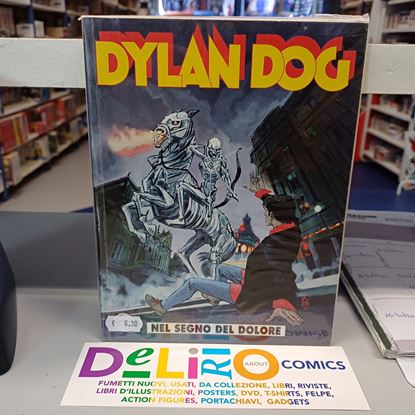 DYLAN DOG
NEL SEGNO DEL DOLORE
€ 6,30
DeLiRiO
ABOUT
COMICS
FUMETTI NUOVI, USATI, DA COLLEZIONE, LIBRI, RIVISTE,
LIBRI D'ILLUSTRAZIONI, POSTERS, DVD, T-SHIRTS, FELPE,
ACTION FIGURES, PORTACHIAVI, GADGETS